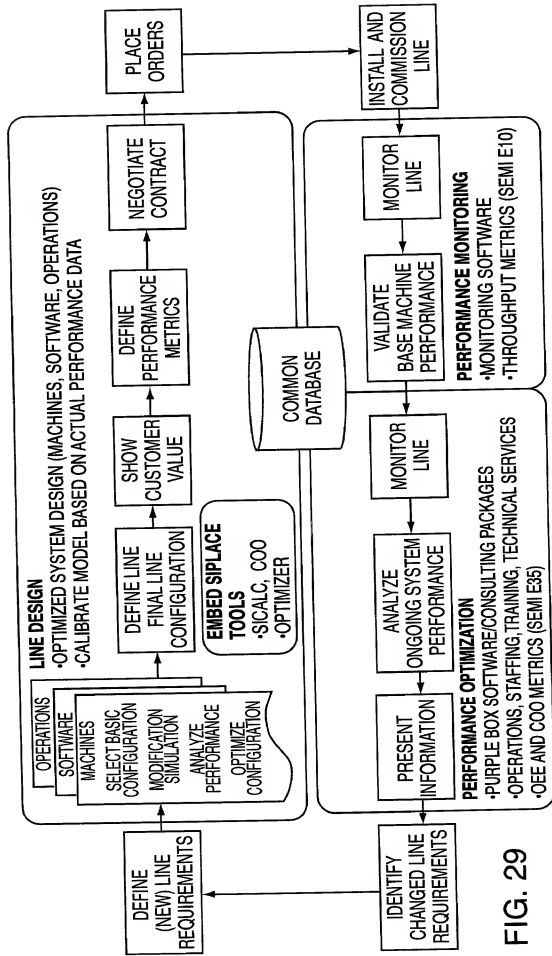 LINE DESIGN
•OPTIMIZED SYSTEM DESIGN (MACHINES, SOFTWARE, OPERATIONS)
•CALIBRATE MODEL BASED ON ACTUAL PERFORMANCE DATA
DEFINE
(NEW) LINE
REQUIREMENTS
OPERATIONS
SOFTWARE
MACHINES
SELECT BASIC
CONFIGURATION
MODIFICATION
SIMULATION
ANALYZE
PERFORMANCE
OPTIMIZE
CONFIGURATION
DEFINE LINE
FINAL LINE
CONFIGURATION
SHOW
CUSTOMER
VALUE
DEFINE
PERFORMANCE
METRICS
NEGOTIATE
CONTRACT
PLACE
ORDERS
EMBED SIPLACE
TOOLS
•SICALC, COO
•OPTIMIZER
COMMON
DATABASE
INSTALL AND
COMMISSION
LINE
MONITOR
LINE
VALIDATE
BASE MACHINE
PERFORMANCE
PERFORMANCE MONITORING
•MONITORING SOFTWARE
•THROUGHPUT METRICS (SEMI E10)
MONITOR
LINE
ANALYZE
ONGOING SYSTEM
PERFORMANCE
PRESENT
INFORMATION
PERFORMANCE OPTIMIZATION
•PURPLE BOX SOFTWARE/CONSULTING PACKAGES
•OPERATIONS, STAFFING, TRAINING, TECHNICAL SERVICES
•OEE AND COO METRICS (SEMI E35)
IDENTIFY
CHANGED LINE
REQUIREMENTS
FIG. 29